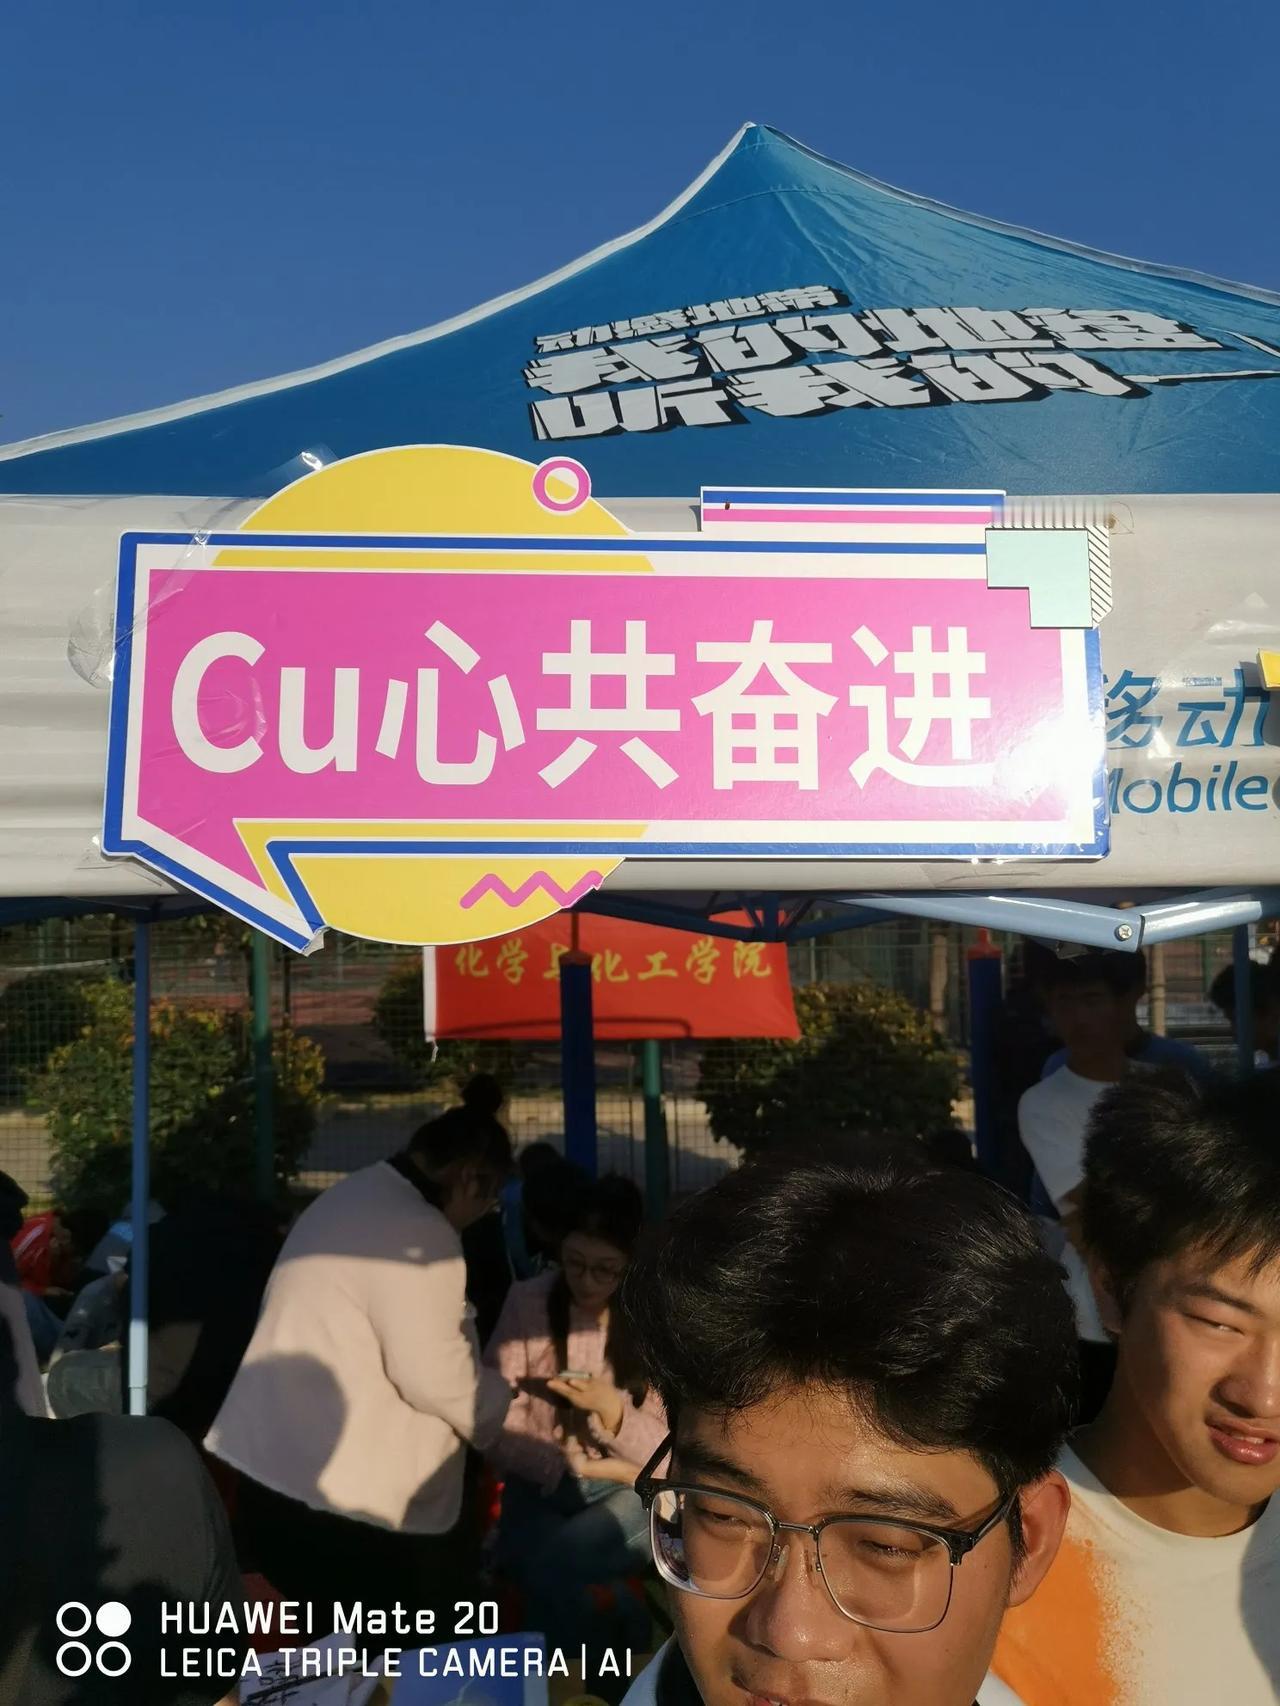 动感地带
我的地盘
听我的
Cu心共奋进
移动
Mobile
化学与化工学院
HUAWEI Mate 20
LEICA TRIPLE CAMERA | AI